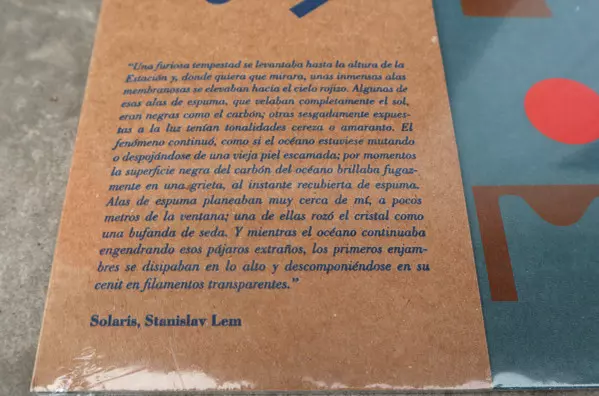 "Una furiosa tempestad se levantaba hasta la altura de la
Estación y, donde quiera que mirara, unas inmensas alas
membranosas se elevaban hacia el cielo rojizo. Algunas de
esas alas de espuma, que velaban completamente el sol,
eran negras como el carbón; otras sesgadamente expues-
tas a la luz tenían tonalidades cereza o amaranto. El
fenómeno continuó, como si el océano estuviese mutando
o despojándose de una vieja piel escamada; por momentos
la superficie negra del carbón del océano brillaba fugaz-
mente en una grieta, al instante recubierta de espuma.
Alas de espuma planeaban muy cerca de mí, a pocos
metros de la ventana; una de ellas rozó el cristal como
una bufanda de seda. Y mientras el océano continuaba
engendrando esos pájaros extraños, los primeros enjam-
bres se disipaban en lo alto y descomponiéndose en su
cenit en filamentos transparentes."
Solaris, Stanislav Lem